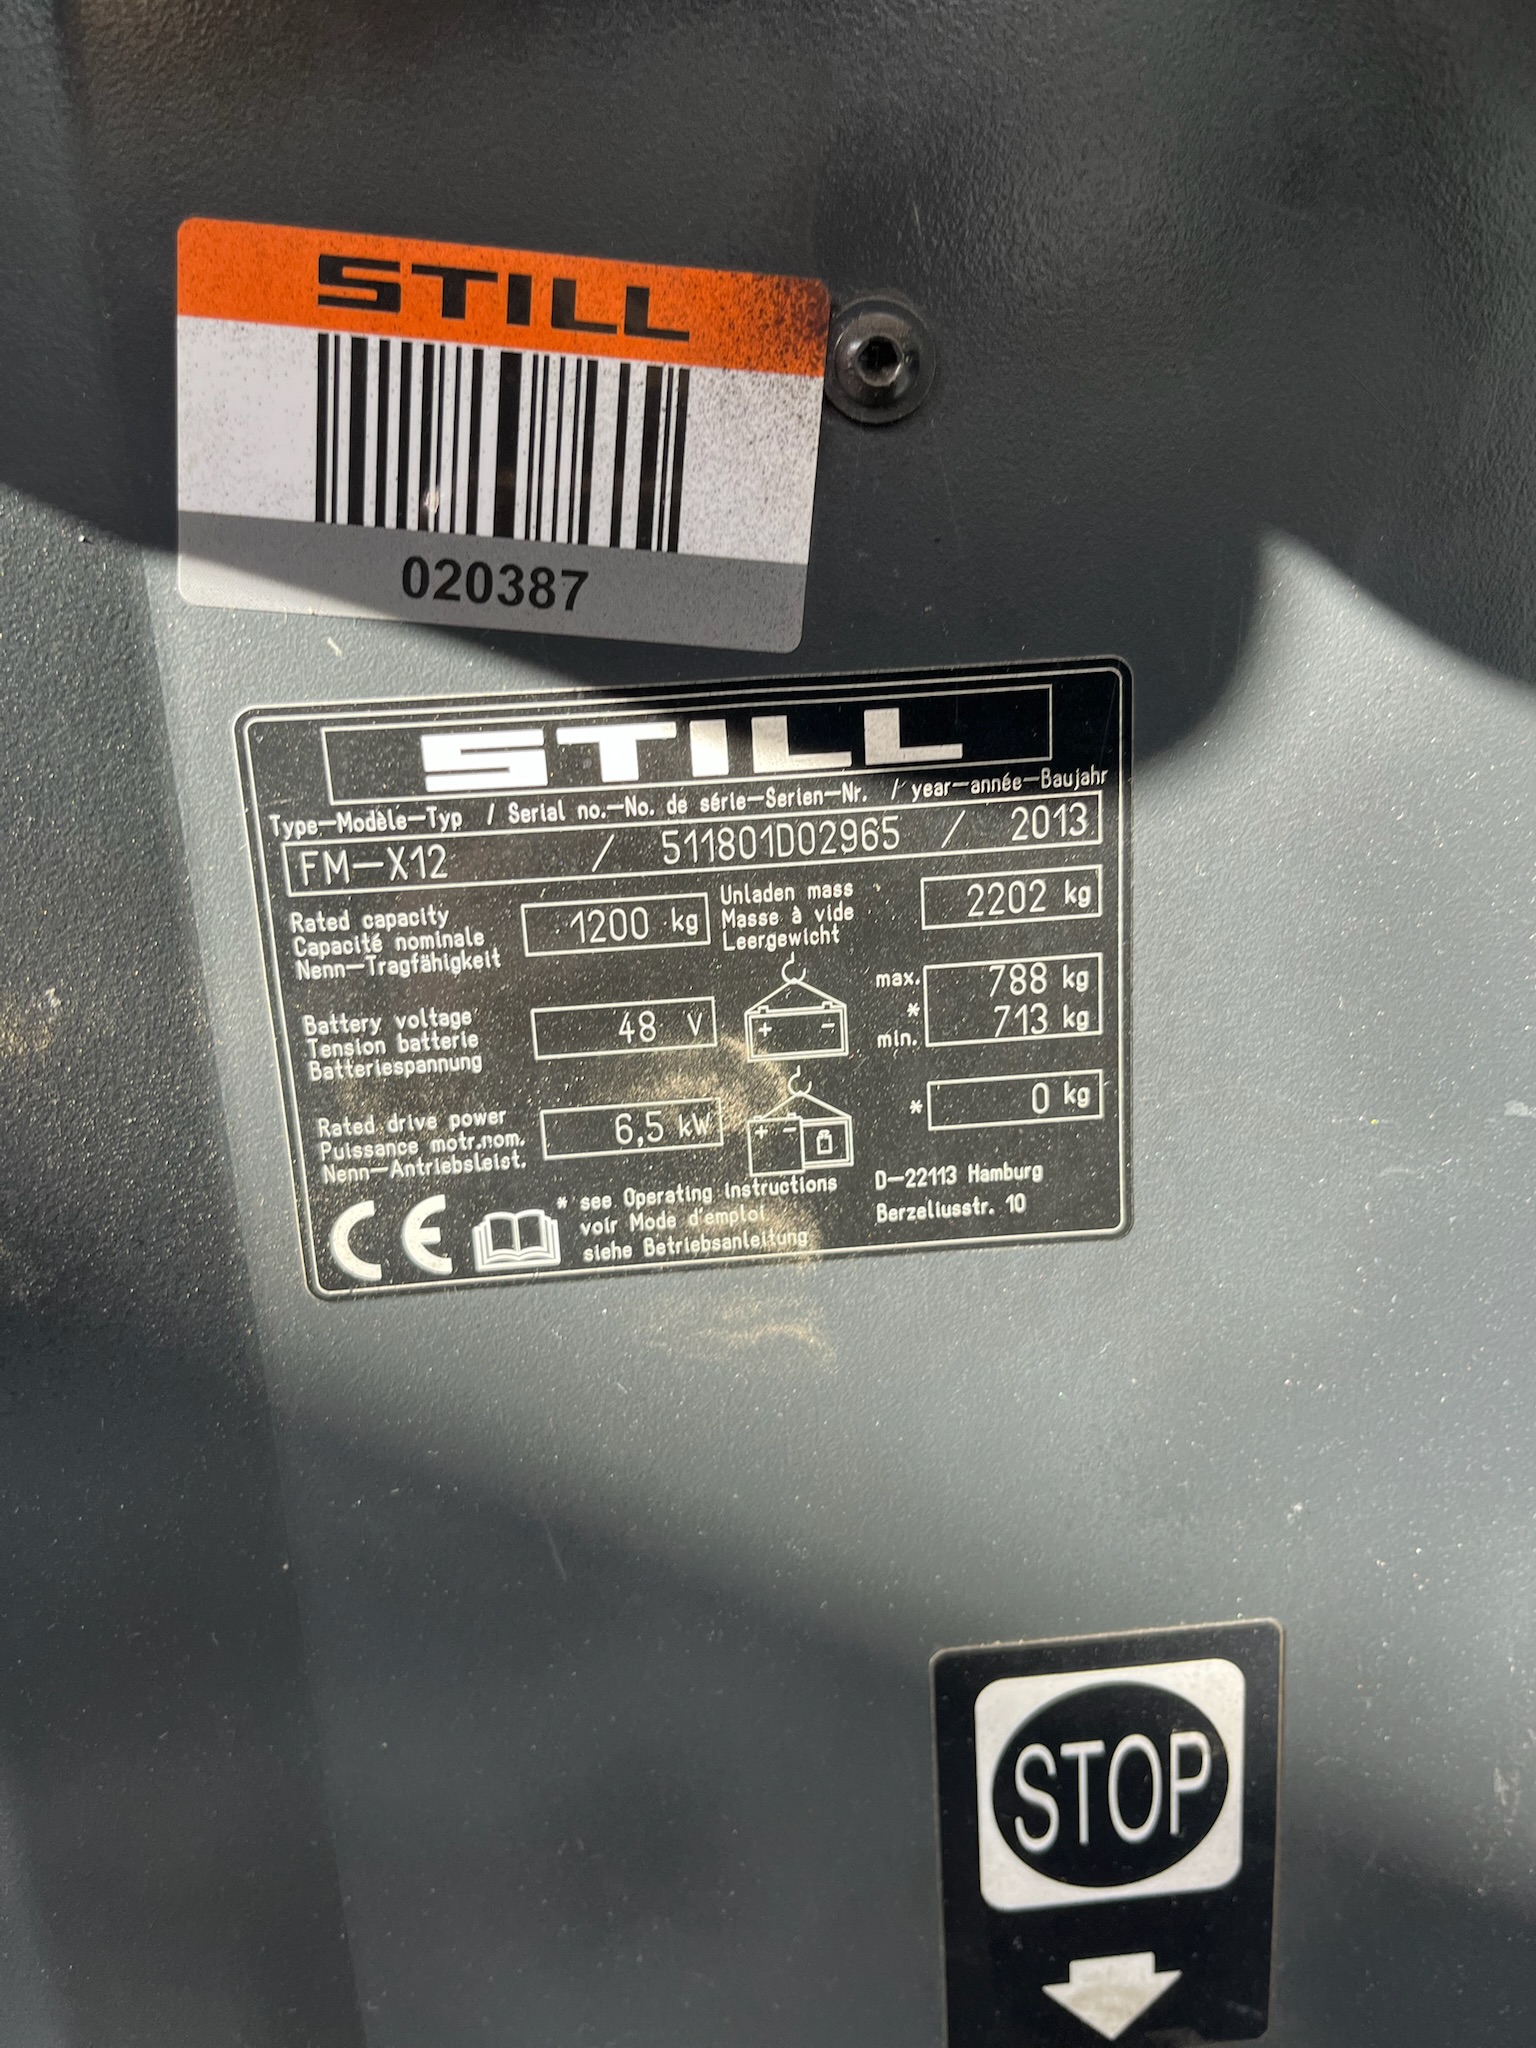 STILL
020387
STILL
Type-Modèle-Typ / Serial no.-No. de série-Serien-Nr. / year-année-Baujahr
FM-X12 / 511801D02965 / 2013
Rated capacity
Capacité nominale
Nenn-Tragfähigkeit
1200 kg
Unladen mass
Masse à vide
Leergewicht
2202 kg
Battery voltage
Tension batterie
Batteriespannung
48 V
+ -
max. 788 kg
*
min. 713 kg
Rated drive power
Puissance motr.nom.
Nenn-Antriebsleist.
6,5 kW
+ -
* 0 kg
CE
* see Operating instructions
voir Mode d'emploi
siehe Betriebsanleitung
D-22113 Hamburg
Berzeliusstr. 10
STOP